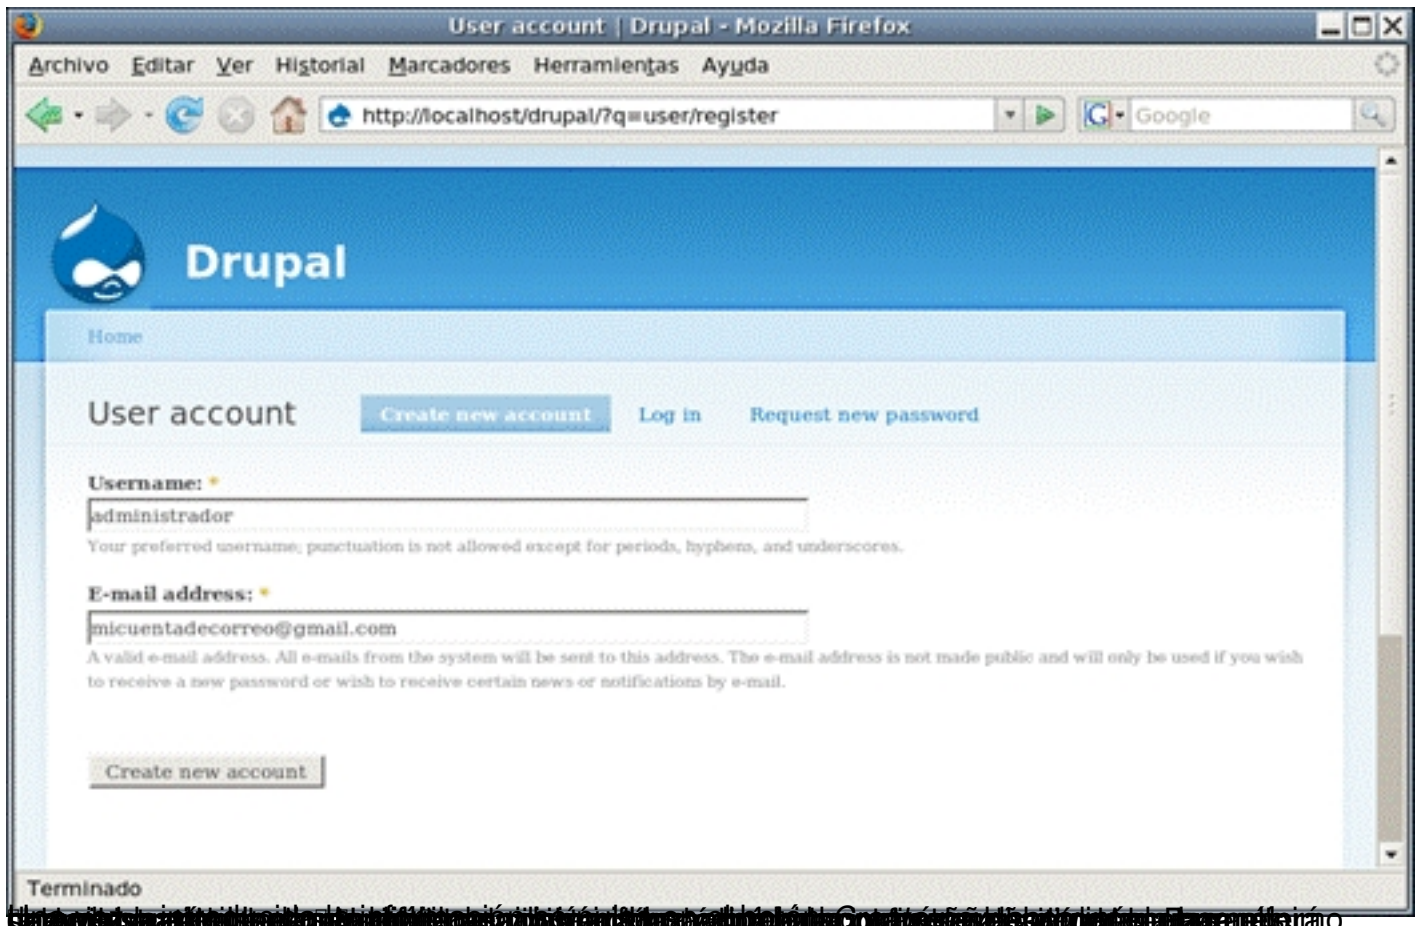 User account | Drupal - Mozilla Firefox
Archivo Editar Ver Historial Marcadores Herramientas Ayuda
http://localhost/drupal/?q=user/register
G Google
Drupal
Home
User account Create new account Log in Request new password
Username: *
administrador
Your preferred username; punctuation is not allowed except for periods, hyphens, and underscores.
E-mail address: *
micuentadecorreo@gmail.com
A valid e-mail address. All e-mails from the system will be sent to this address. The e-mail address is not made public and will only be used if you wish
to receive a new password or wish to receive certain news or notifications by e-mail.
Create new account
Terminado